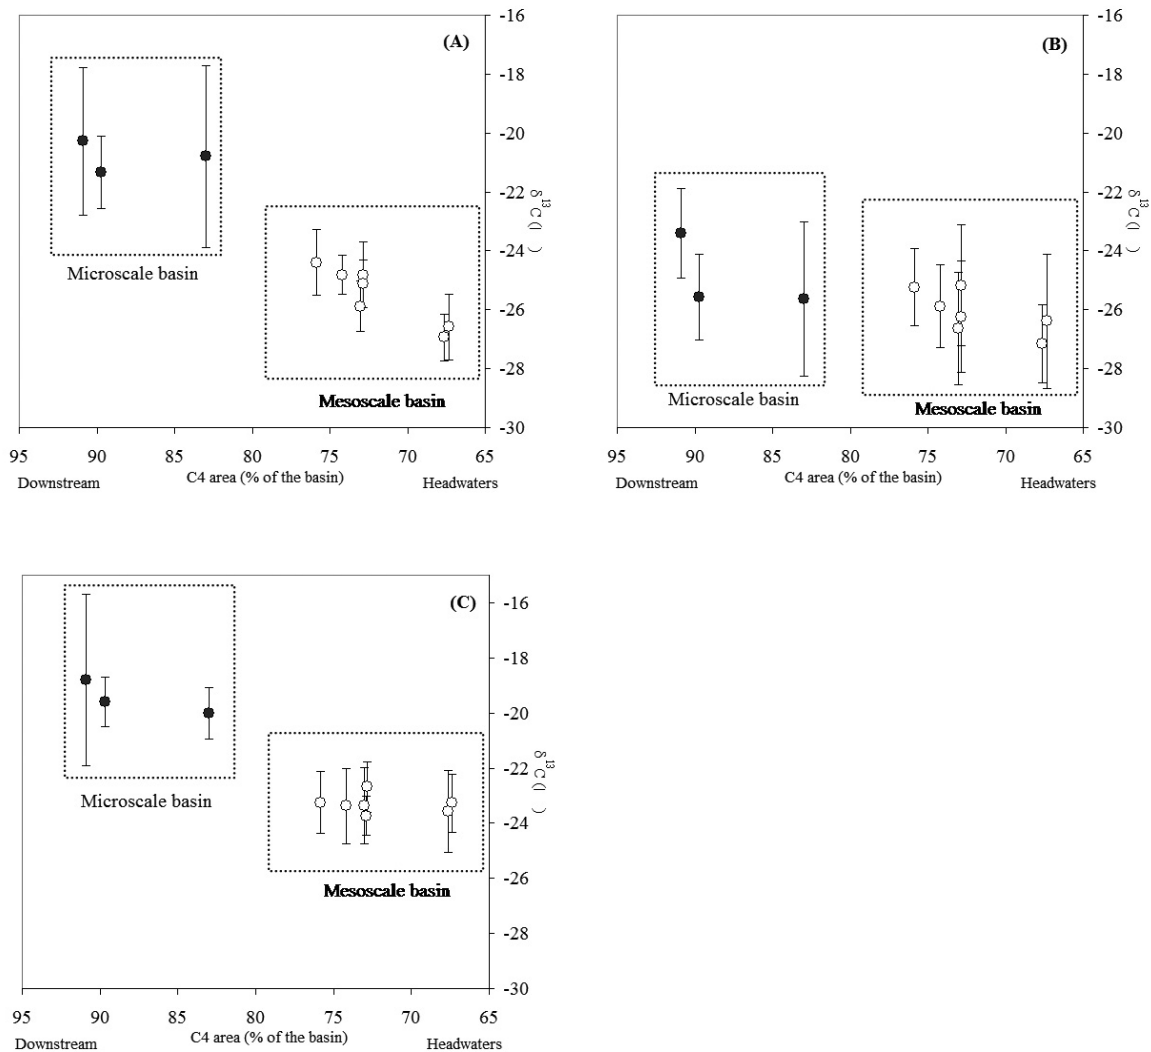 -16
(A)
-18
-20
-22
δ¹³C (
-24
Microscale basin
-26
-28
Mesoscale basin
-30
95 90 85 80 75 70 65
C4 area (% of the basin)
Downstream Headwaters
-16
(B)
-18
-20
-22
δ¹³C (
-24
-26
-28
Microscale basin
Mesoscale basin
-30
95 90 85 80 75 70 65
C4 area (% of the basin)
Downstream Headwaters
-16
(C)
-18
-20
-22
δ¹³C (
Microscale basin
-24
-26
Mesoscale basin
-28
-30
95 90 85 80 75 70 65
C4 area (% of the basin)
Downstream Headwaters